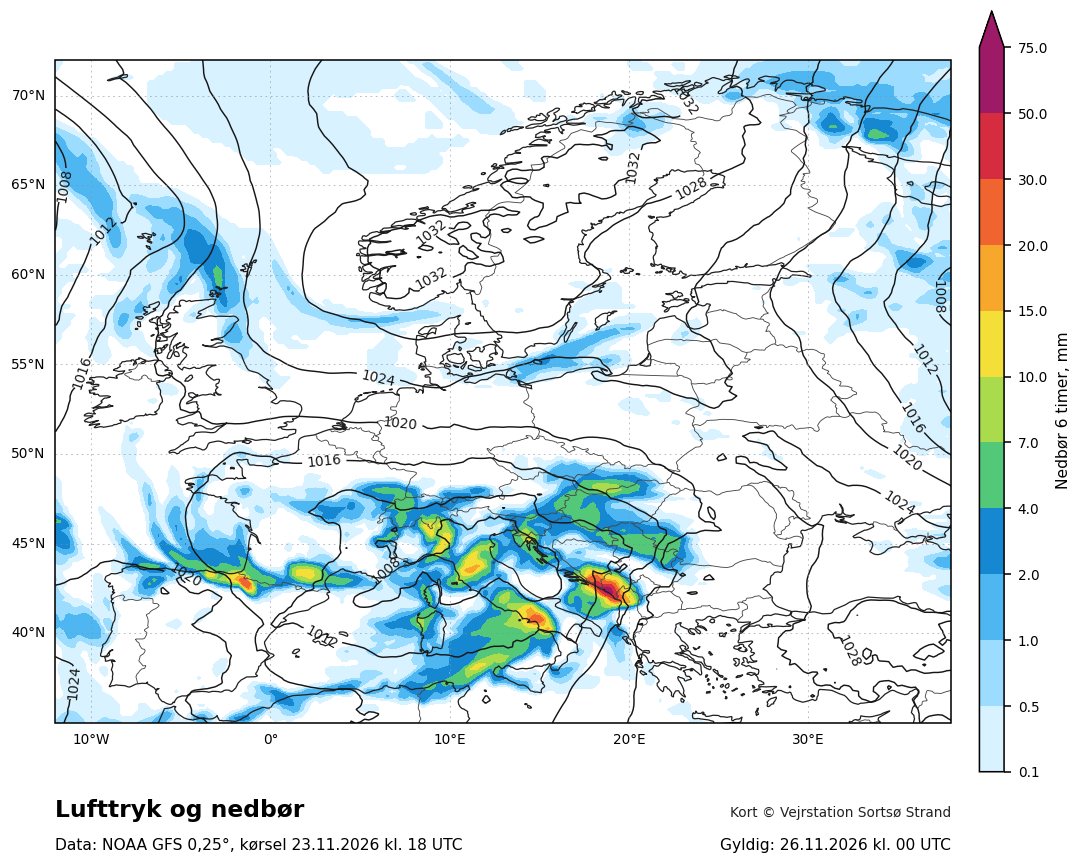 75.0
50.0
30.0
20.0
15.0
10.0
7.0
4.0
2.0
1.0
0.5
0.1
Nedbør 6 timer, mm
70°N
65°N
60°N
55°N
50°N
45°N
40°N
10°W
0°
10°E
20°E
30°E
1008
1012
1016
1032
1032
1028
1032
1032
1024
1020
1016
1008
1012
1016
1020
1024
1020
1008
1012
1028
1024
Lufttryk og nedbør
Kort © Vejrstation Sortsø Strand
Data: NOAA GFS 0,25°, kørsel 23.11.2026 kl. 18 UTC
Gyldig: 26.11.2026 kl. 00 UTC